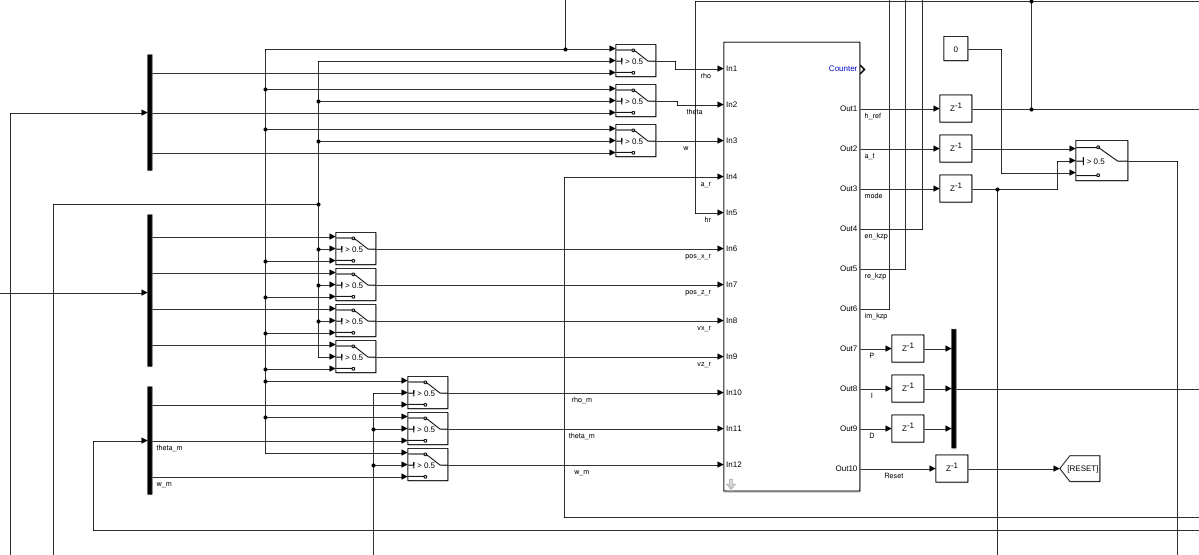 > 0.5
rho
In1
Counter
0
> 0.5
theta
In2
Out1
h_ref
Z-1
> 0.5
w
In3
Out2
a_f
Z-1
> 0.5
a_r
In4
Out3
mode
Z-1
hr
In5
Out4
en_kzp
> 0.5
pos_x_r
In6
Out5
re_kzp
> 0.5
pos_z_r
In7
Out6
im_kzp
> 0.5
vx_r
In8
Out7
P
Z-1
> 0.5
vz_r
In9
Out8
I
Z-1
> 0.5
rho_m
In10
Out9
D
Z-1
theta_m
> 0.5
theta_m
In11
Out10
Reset
Z-1
[RESET]
w_m
> 0.5
w_m
In12